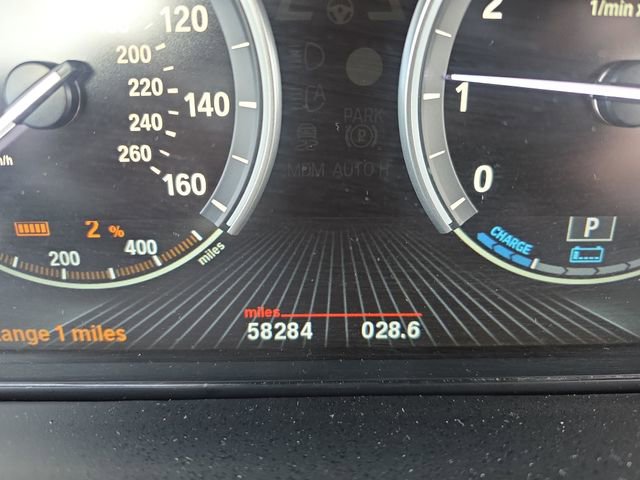 120
2
1/min x
200
220
140
1
240
PARK
260
MDM AUTO H
160
0
m/h
P
2 %
CHARGE
200 400
miles
miles
58284 028.6
ange 1 miles